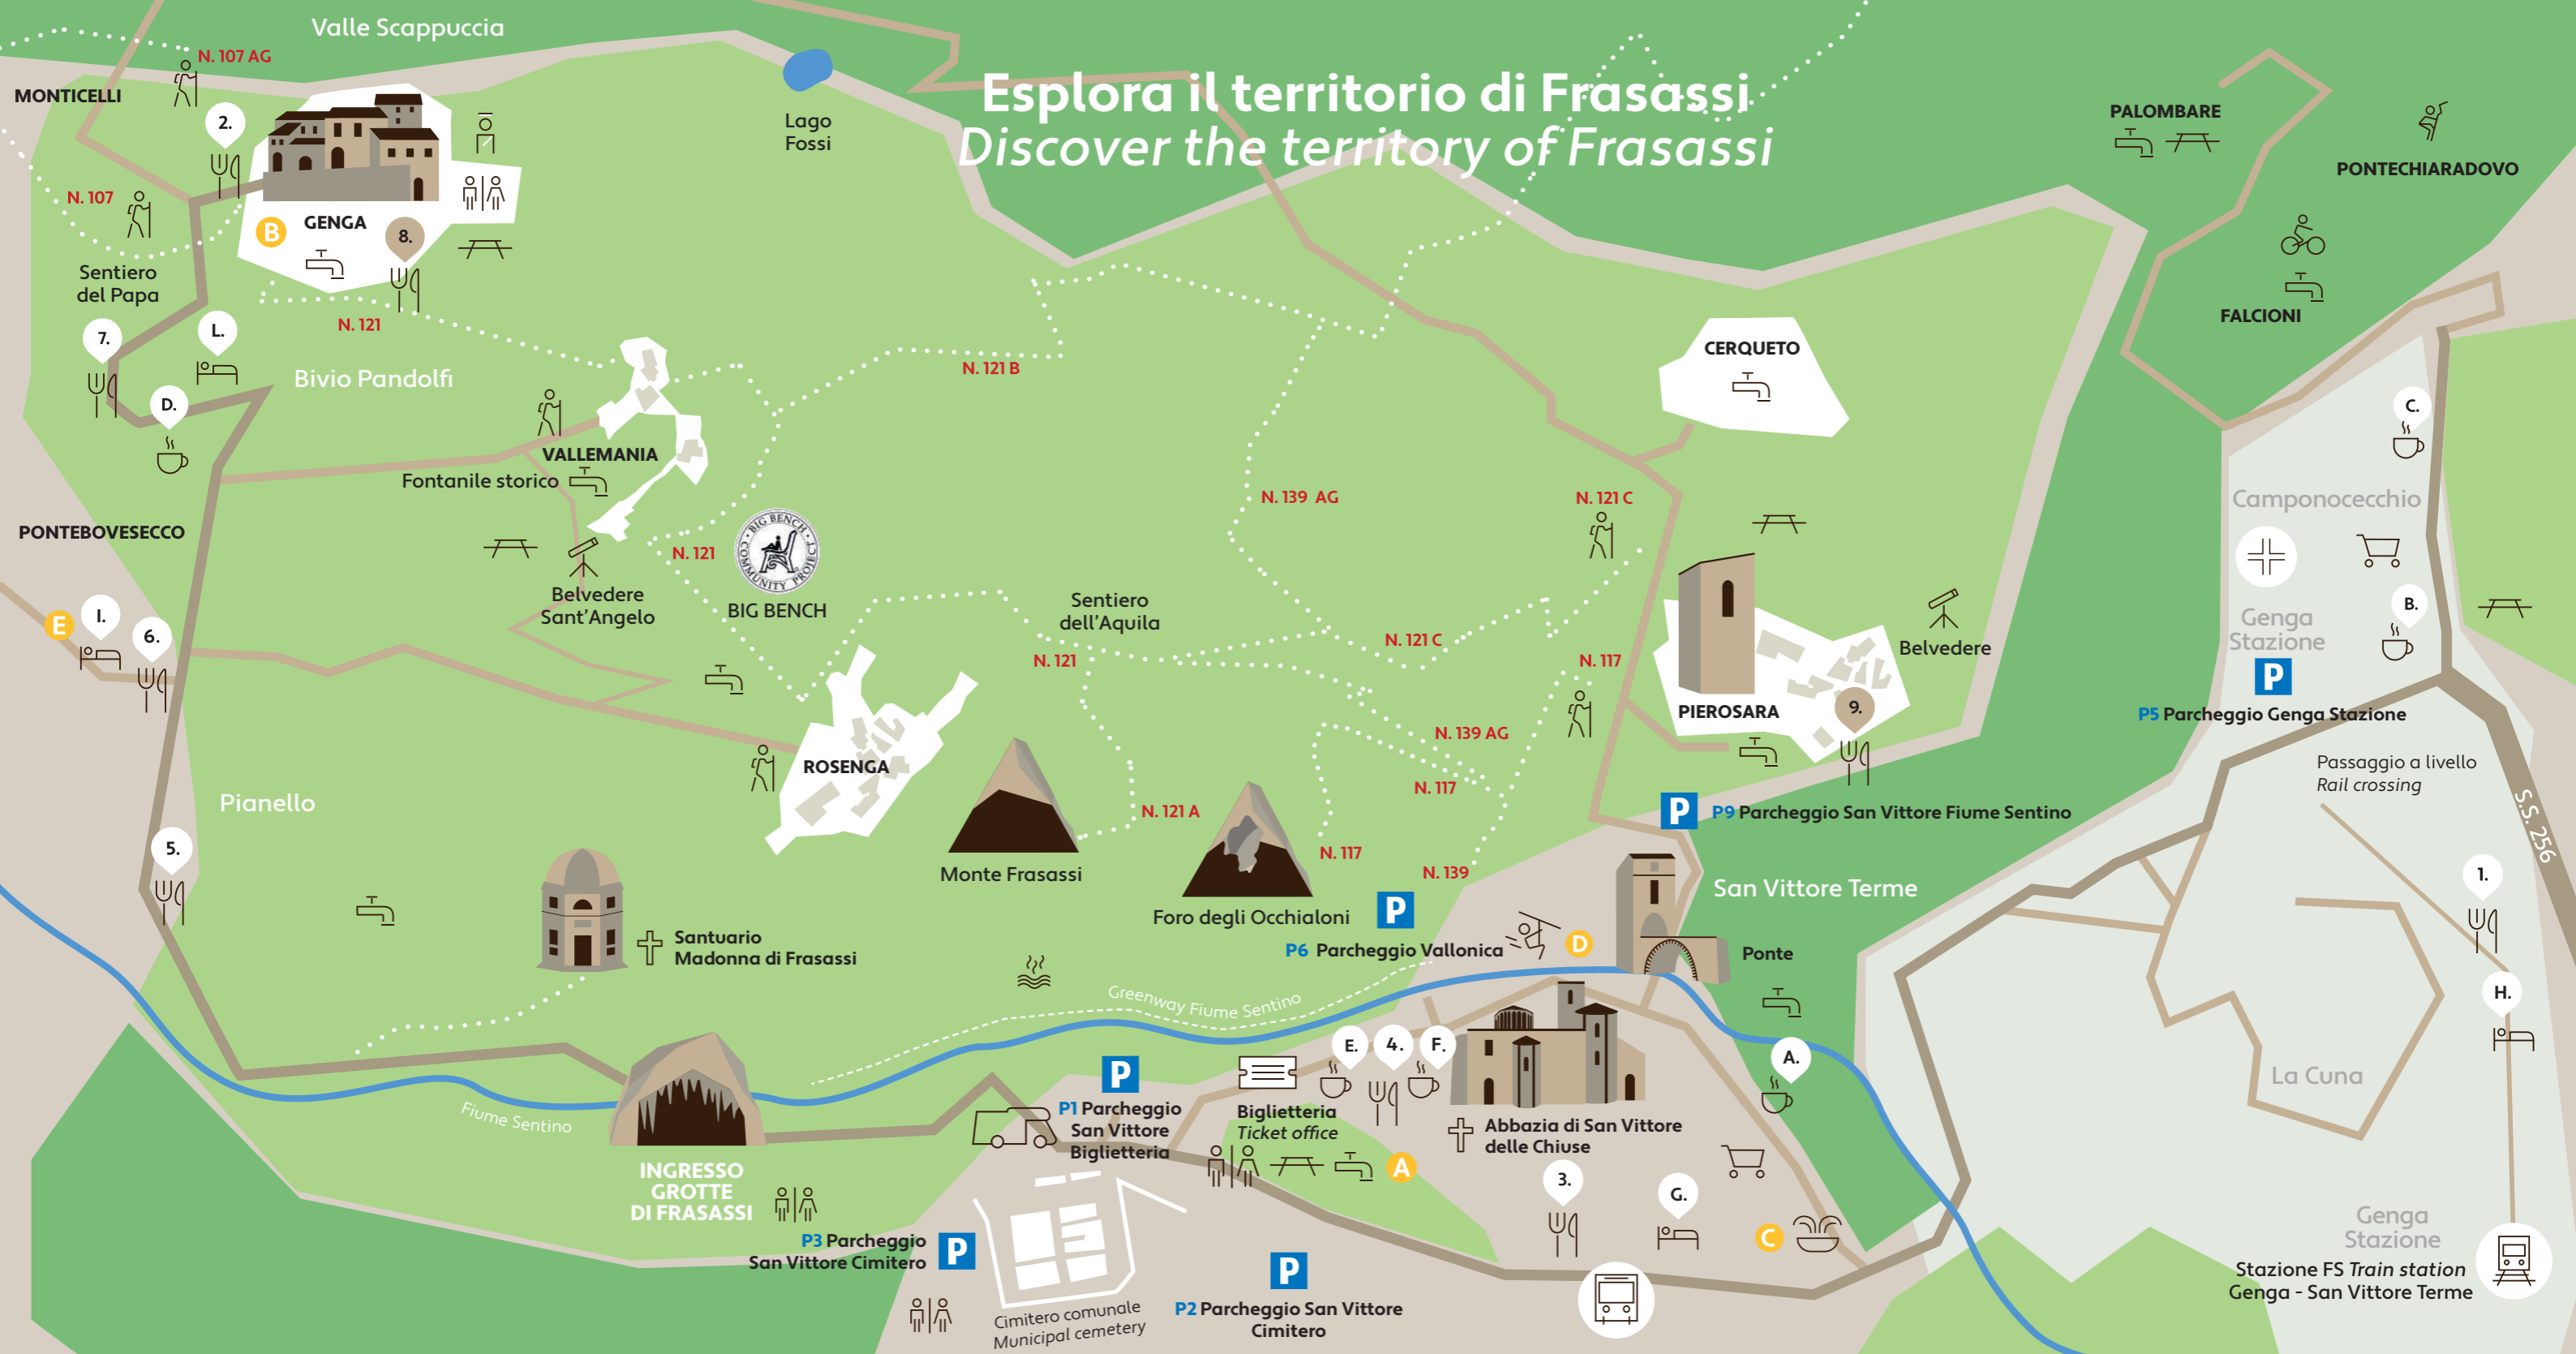 Esplora il territorio di Frasassi
Discover the territory of Frasassi
Valle Scappuccia
N. 107 AG
MONTICELLI
2.
N. 107
B
GENGA
8.
Sentiero
del Papa
N. 121
7.
L.
D.
Bivio Pandolfi
Lago
Fossi
N. 121 B
VALLEMANIA
Fontanile storico
PONTEBOVESECCO
Belvedere
Sant'Angelo
N. 121
BIG BENCH
COMMUNITY PROJECT
BIG BENCH
E
I.
6.
Sentiero
dell'Aquila
N. 121
N. 139 AG
N. 121 C
N. 121 C
N. 117
N. 139 AG
N. 117
N. 117
N. 139
N. 121 A
CERQUETO
PALOMBARE
PONTECHIARADOVO
FALCIONI
C.
Camponocecchio
B.
Genga
Stazione
P
P5 Parcheggio Genga Stazione
Belvedere
PIEROSARA
9.
P
P9 Parcheggio San Vittore Fiume Sentino
Passaggio a livello
Rail crossing
S.S. 256
ROSENGA
Pianello
5.
Monte Frasassi
Foro degli Occhialoni
P
P6 Parcheggio Vallonica
D
San Vittore Terme
Ponte
1.
H.
La Cuna
Santuario
Madonna di Frasassi
Greenway Fiume Sentino
Fiume Sentino
INGRESSO
GROTTE
DI FRASASSI
P
P1 Parcheggio
San Vittore
Biglietteria
Biglietteria
Ticket office
E.
4.
F.
A
Abbazia di San Vittore
delle Chiuse
A.
3.
G.
C
P3 Parcheggio
San Vittore Cimitero
P
Cimitero comunale
Municipal cemetery
P
P2 Parcheggio San Vittore
Cimitero
Genga
Stazione
Stazione FS Train station
Genga - San Vittore Terme